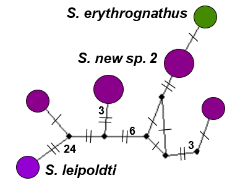 S. erythrognathus
S. new sp. 2
3
6
3
24
S. leipoldti